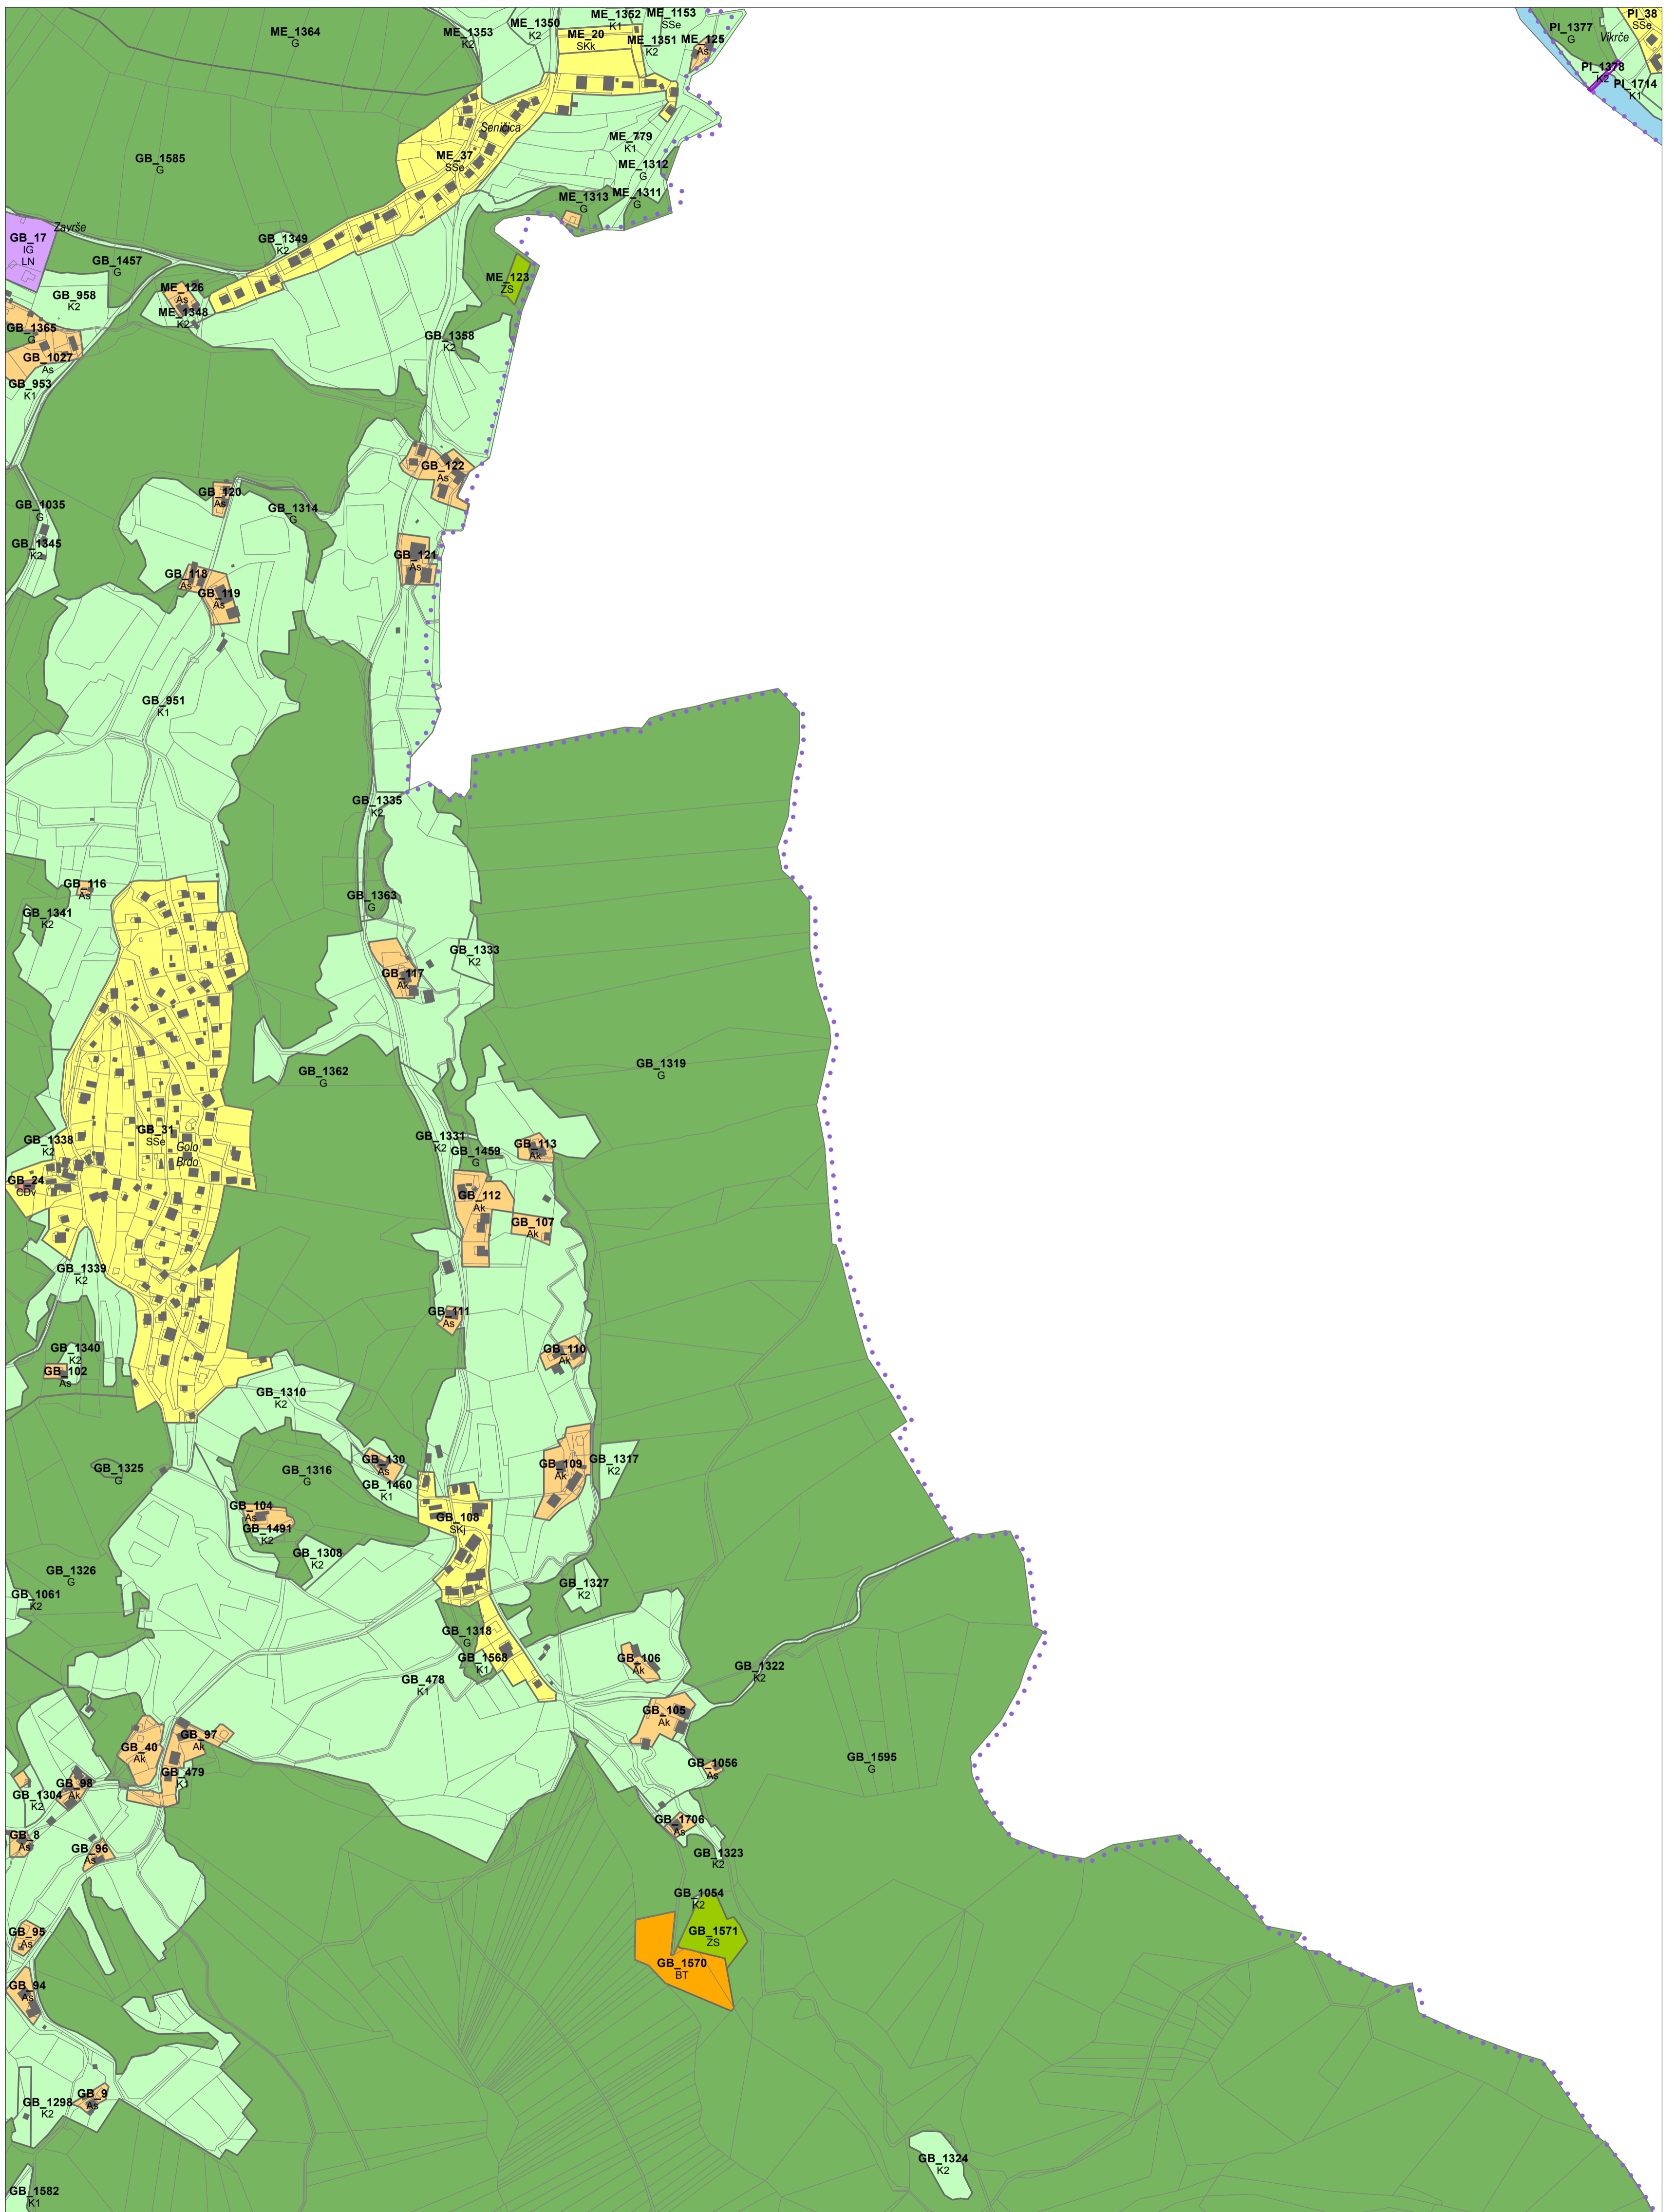 ME_1364
G
ME_1353
K2
ME_1350
K2
ME_1352
K1
ME_1153
SSe
ME_20
SKk
ME_1351
K2
ME_125
As
PI_1377
G
PI_38
SSe
Vikrče
PI_1378
K2
PI_1714
K1
Seničica
ME_779
K1
GB_1585
G
ME_37
SSe
ME_1312
G
ME_1313
G
ME_1311
G
Završe
GB_17
IG
LN
GB_1349
K2
GB_1457
G
ME_123
ZS
GB_958
K2
ME_126
As
ME_1348
K2
GB_1365
G
GB_1358
K2
GB_1027
As
GB_953
K1
GB_122
As
GB_120
As
GB_1035
G
GB_1314
G
GB_1345
K2
GB_121
As
GB_118
As
GB_119
As
GB_951
K1
GB_1335
K2
GB_116
As
GB_1363
G
GB_1341
K2
GB_1333
K2
GB_117
Ak
GB_1319
G
GB_1362
G
GB_31
SSe
Golo
Brdo
GB_1338
K2
GB_1331
K2
GB_1459
G
GB_113
Ak
GB_24
CDv
GB_112
Ak
GB_107
Ak
GB_1339
K2
GB_111
As
GB_1340
K2
GB_110
Ak
GB_102
As
GB_1310
K2
GB_130
As
GB_1317
K2
GB_109
Ak
GB_1325
G
GB_1316
G
GB_1460
K1
GB_104
As
GB_1491
K2
GB_108
SKj
GB_1308
K2
GB_1326
G
GB_1327
K2
GB_1061
K2
GB_1318
G
GB_1568
K1
GB_106
Ak
GB_1322
K2
GB_478
K1
GB_105
Ak
GB_97
Ak
GB_40
Ak
GB_1595
G
GB_1056
As
GB_479
K1
GB_98
Ak
GB_1304
K2
GB_1706
As
GB_8
As
GB_96
As
GB_1323
K2
GB_1054
K2
GB_95
As
GB_1571
ZS
GB_1570
BT
GB_94
As
GB_9
As
GB_1298
K2
GB_1324
K2
GB_1582
K1